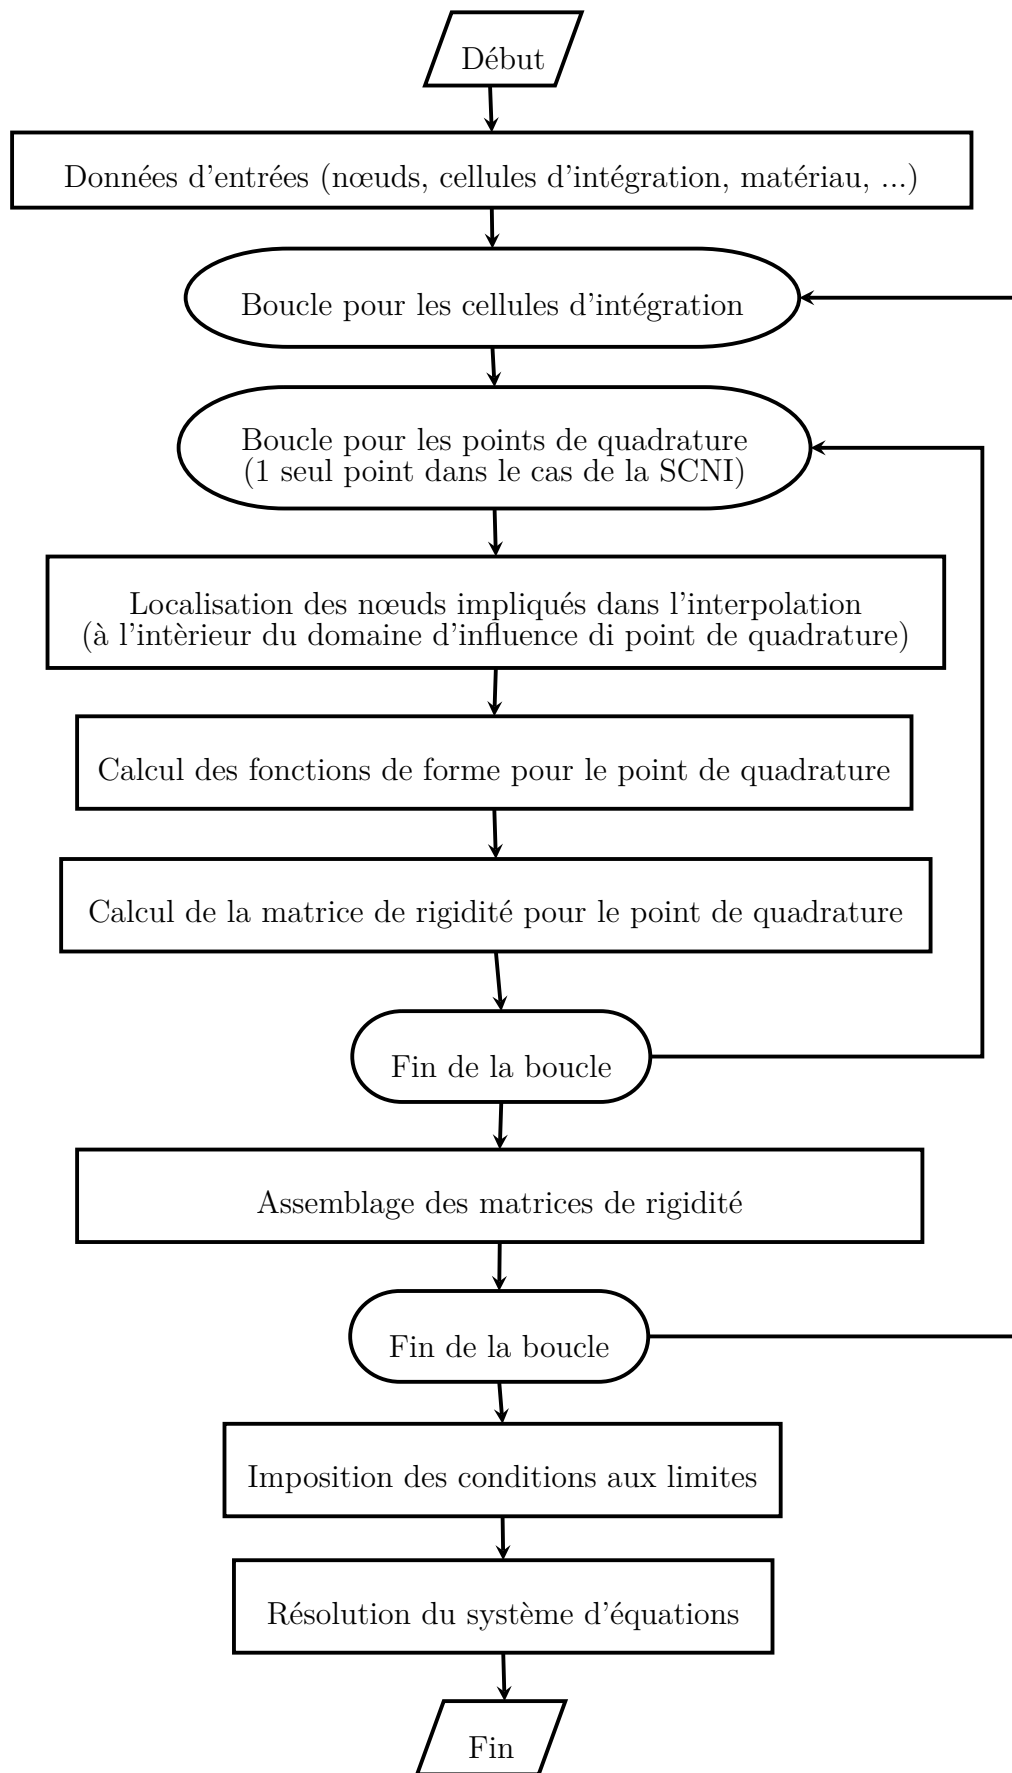 Début
Données d'entrées (nœuds, cellules d'intégration, matériau, ...)
Boucle pour les cellules d'intégration
Boucle pour les points de quadrature
(1 seul point dans le cas de la SCNI)
Localisation des nœuds impliqués dans l'interpolation
(à l'intèrieur du domaine d'influence di point de quadrature)
Calcul des fonctions de forme pour le point de quadrature
Calcul de la matrice de rigidité pour le point de quadrature
Fin de la boucle
Assemblage des matrices de rigidité
Fin de la boucle
Imposition des conditions aux limites
Résolution du système d'équations
Fin